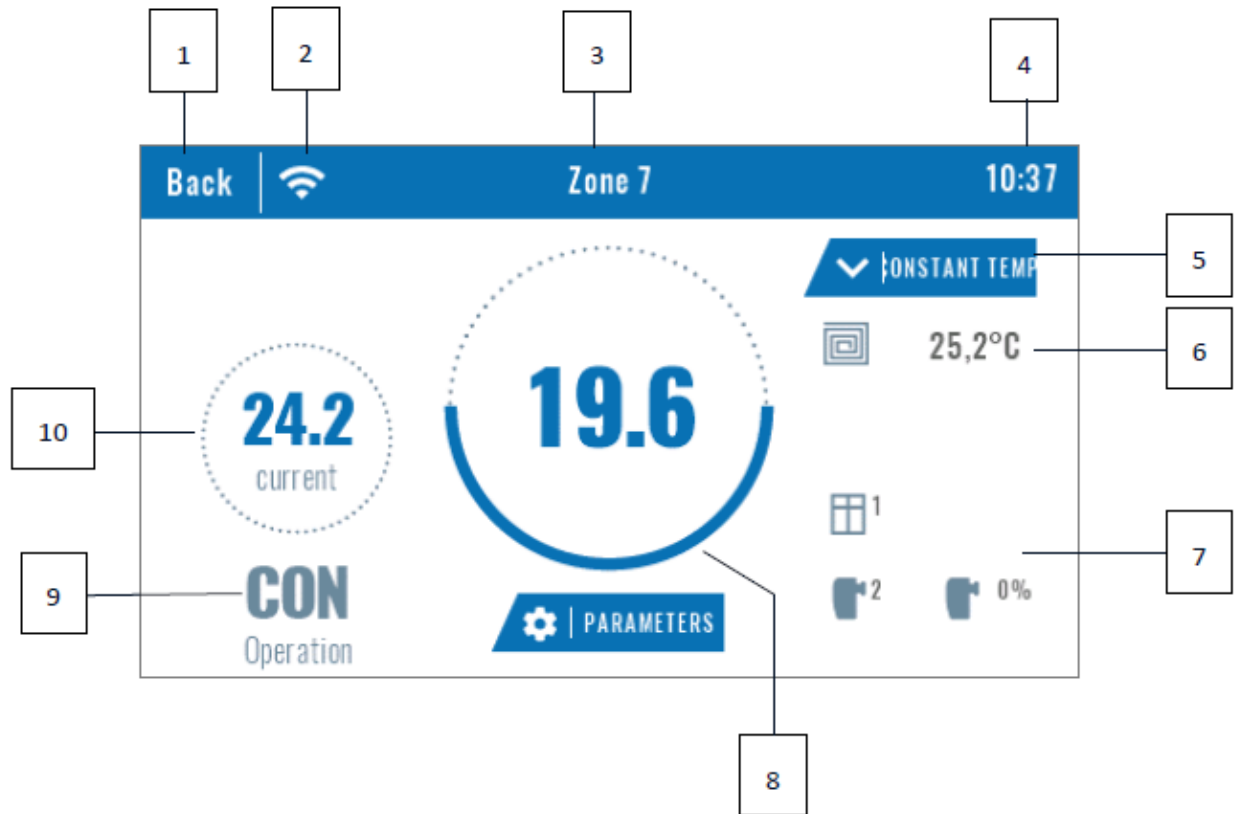 1
2
3
4
Back
Zone 7
10:37
5
ONSTANT TEMP
25,2°C
6
19.6
24.2
current
10
1
7
2
0%
CON
9
Operation
PARAMETERS
8